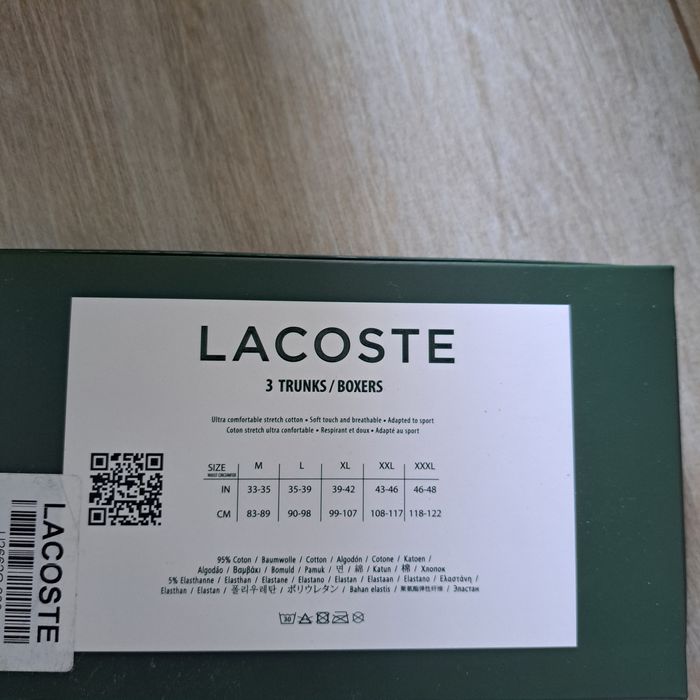 LACOSTE
3 TRUNKS/BOXERS
Ultra comfortable stretch cotton • Soft touch and breathable • Adapted to sport
Coton stretch ultra confortable • Respirant et doux • Adapté au sport
SIZE M L XL XXL XXXL
IN 33-35 35-39 39-42 43-46 46-48
CM 83-89 90-98 99-107 108-117 118-122
95% Coton / Baumwolle / Cotton / Algodón / Cotone / Katoen /
Algodão / Βαμβάκι / Bomuld / Pamuk / 면 / 綿 / Katun / 棉 / Хлопок
5% Elasthanne / Elasthan / Elastane / Elastano / Elastan / Elastaan / Elastano / Ελαστάνη /
Elasthan / Elastan / 폴리우레탄 / ポリウレタン / Bahan elastis / 聚氨酯弹性纤维 / Эластан
30
LACOSTE